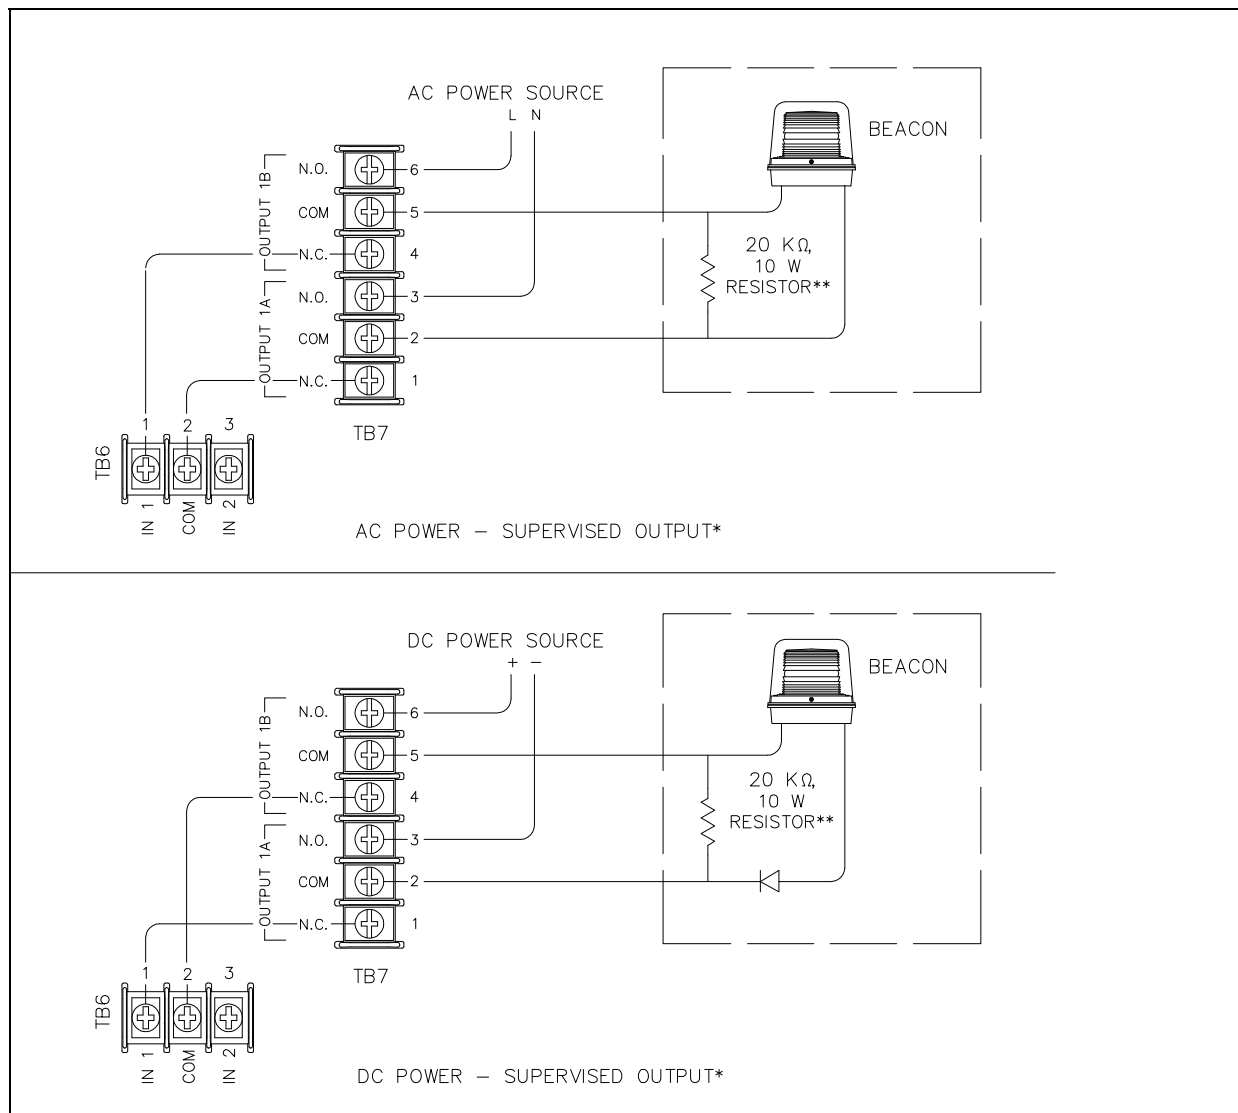 AC POWER SOURCE
L N
BEACON
OUTPUT 1B
N.O. 6
COM 5
N.C. 4
OUTPUT 1A
N.O. 3
COM 2
N.C. 1
20 KΩ,
10 W
RESISTOR**
TB7
1 2 3
TB6
IN 1
COM
IN 2
AC POWER – SUPERVISED OUTPUT*
DC POWER SOURCE
+ –
BEACON
OUTPUT 1B
N.O. 6
COM 5
N.C. 4
OUTPUT 1A
N.O. 3
COM 2
N.C. 1
20 KΩ,
10 W
RESISTOR**
TB7
1 2 3
TB6
IN 1
COM
IN 2
DC POWER – SUPERVISED OUTPUT*